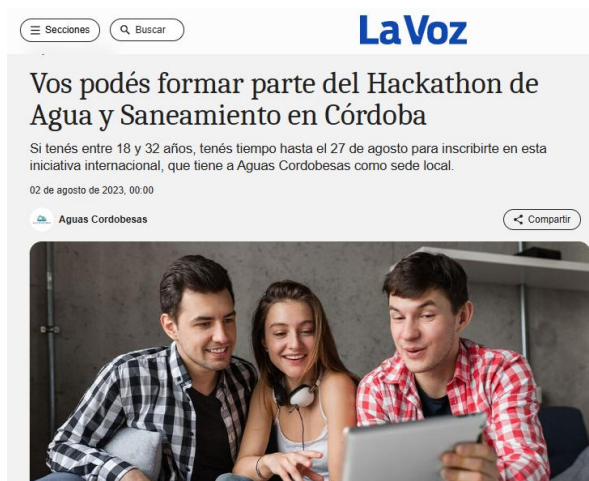 Secciones
Buscar
La Voz
Vos podés formar parte del Hackathon de
Agua y Saneamiento en Córdoba
Si tenés entre 18 y 32 años, tenés tiempo hasta el 27 de agosto para inscribirte en esta
iniciativa internacional, que tiene a Aguas Cordobesas como sede local.
02 de agosto de 2023, 00:00
Aguas Cordobesas
Compartir